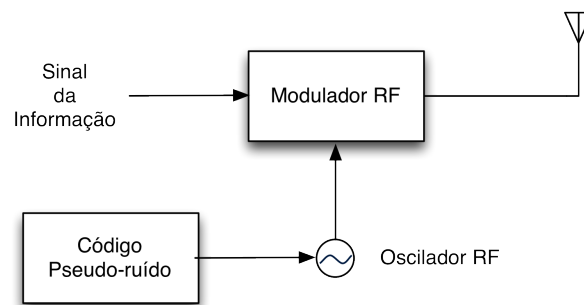 Sinal
da
Informação
Modulador RF
Código
Pseudo-ruído
Oscilador RF